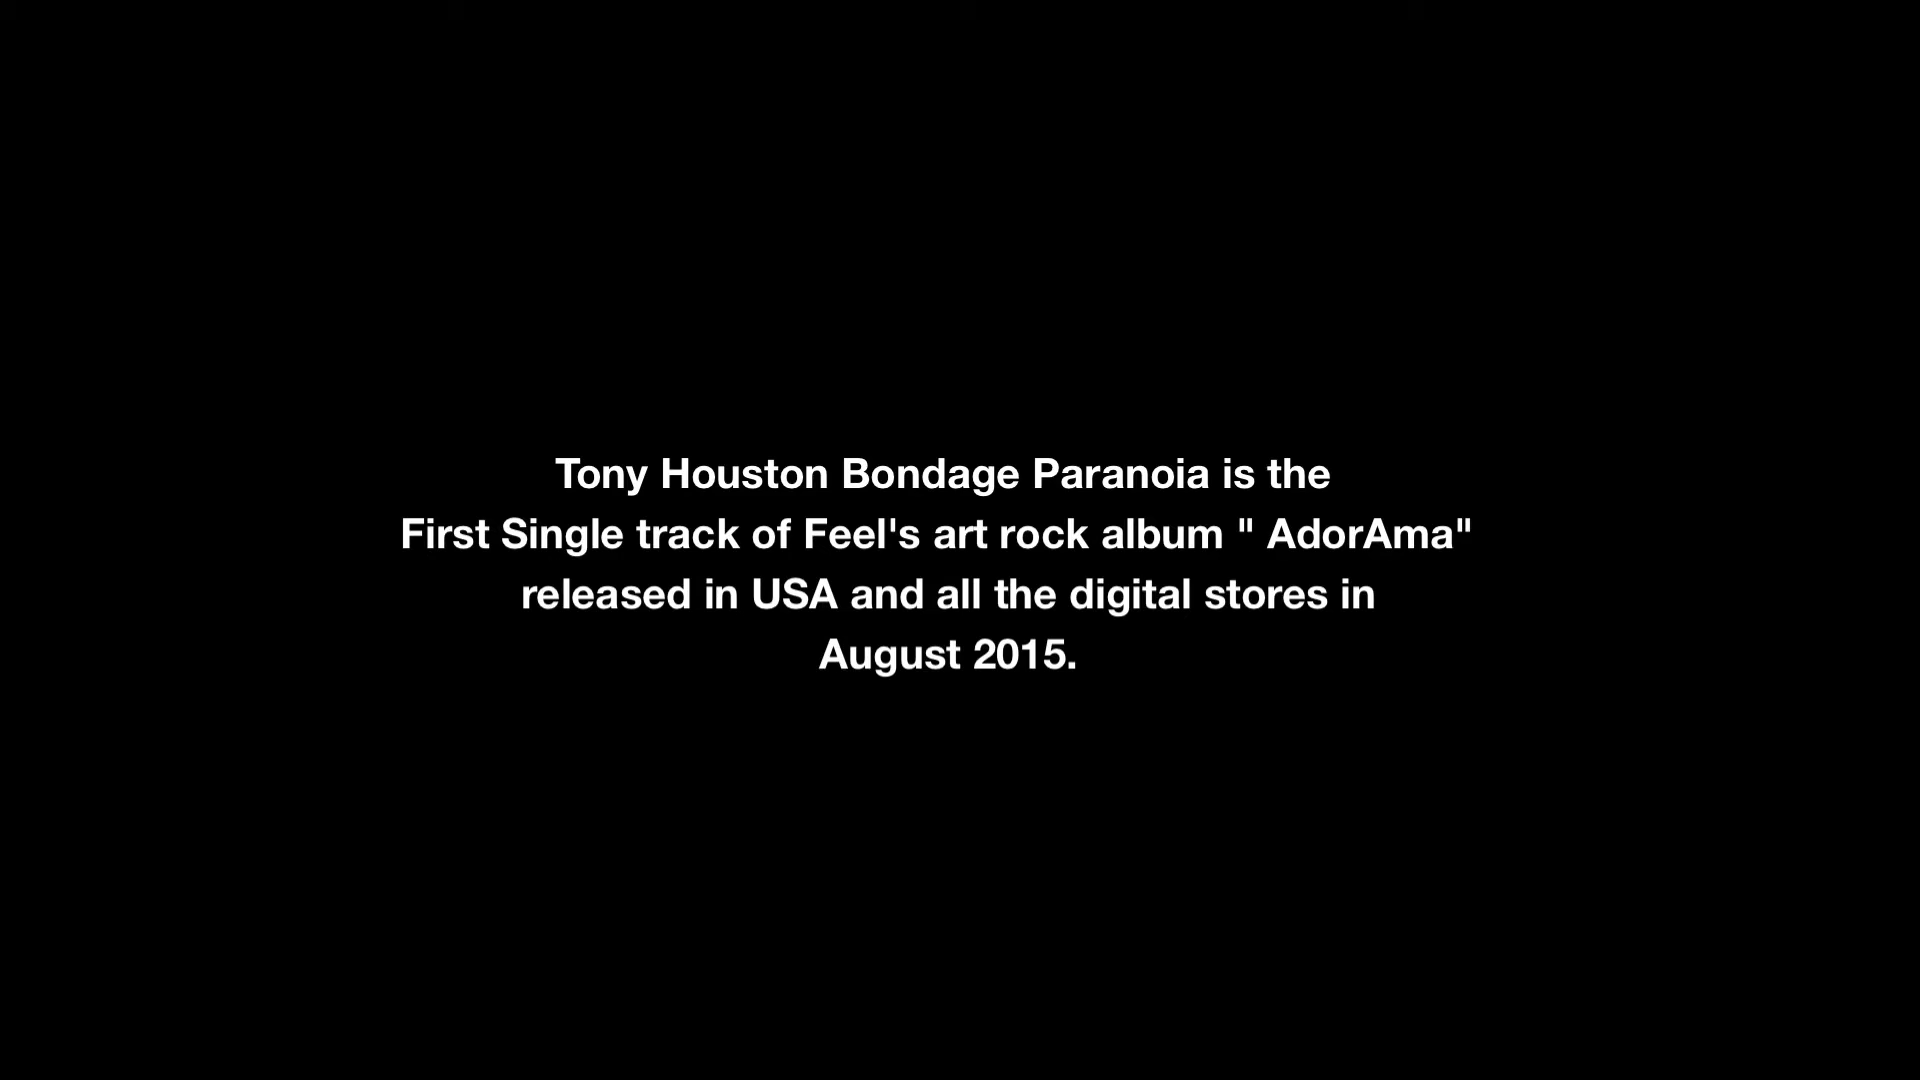 Tony Houston Bondage Paranoia is the
First Single track of Feel's art rock album " AdorAma"
released in USA and all the digital stores in
August 2015.